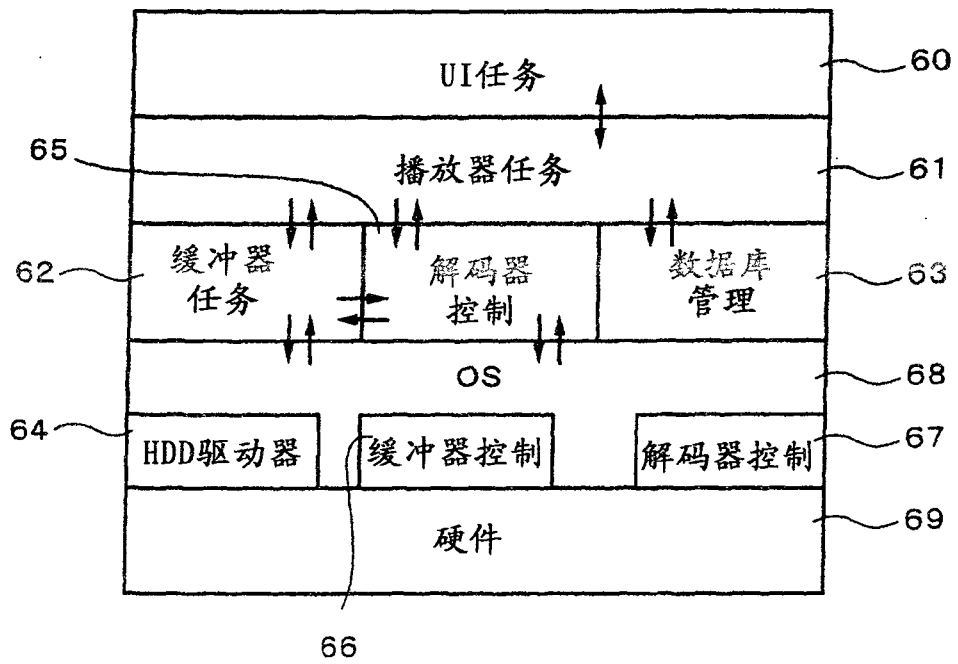 UI任务
60
65
播放器任务
61
62
缓冲器
任务
解码器
控制
数据库
管理
63
OS
68
64
HDD驱动器
缓冲器控制
解码器控制
67
硬件
69
66